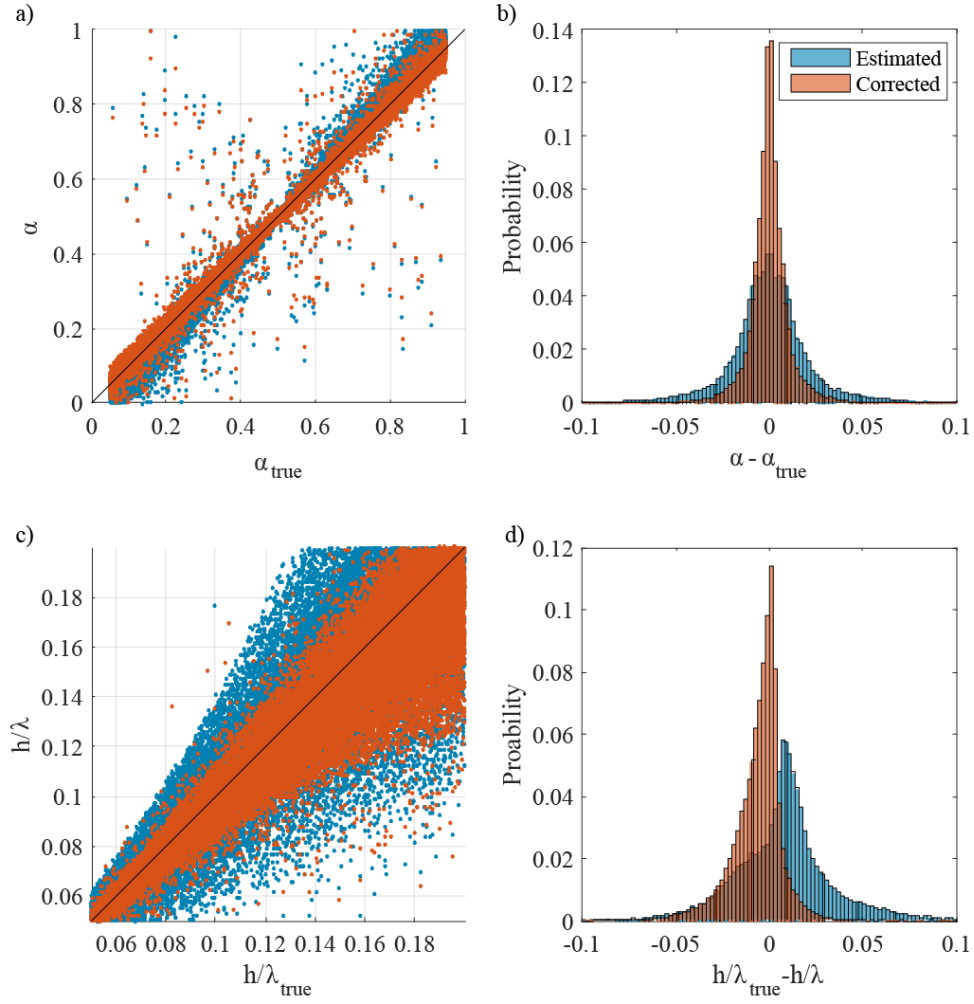 a)
1
0.8
0.6
0.4
0.2
0
α
0 0.2 0.4 0.6 0.8 1
α true
b)
0.14
0.12
0.1
0.08
0.06
0.04
0.02
0
Probability
Estimated
Corrected
-0.1 -0.05 0 0.05 0.1
α - α true
c)
0.18
0.16
0.14
0.12
0.1
0.08
0.06
h/λ
0.06 0.08 0.1 0.12 0.14 0.16 0.18
h/λ true
d)
0.12
0.1
0.08
0.06
0.04
0.02
0
Proability
-0.1 -0.05 0 0.05 0.1
h/λ true -h/λ